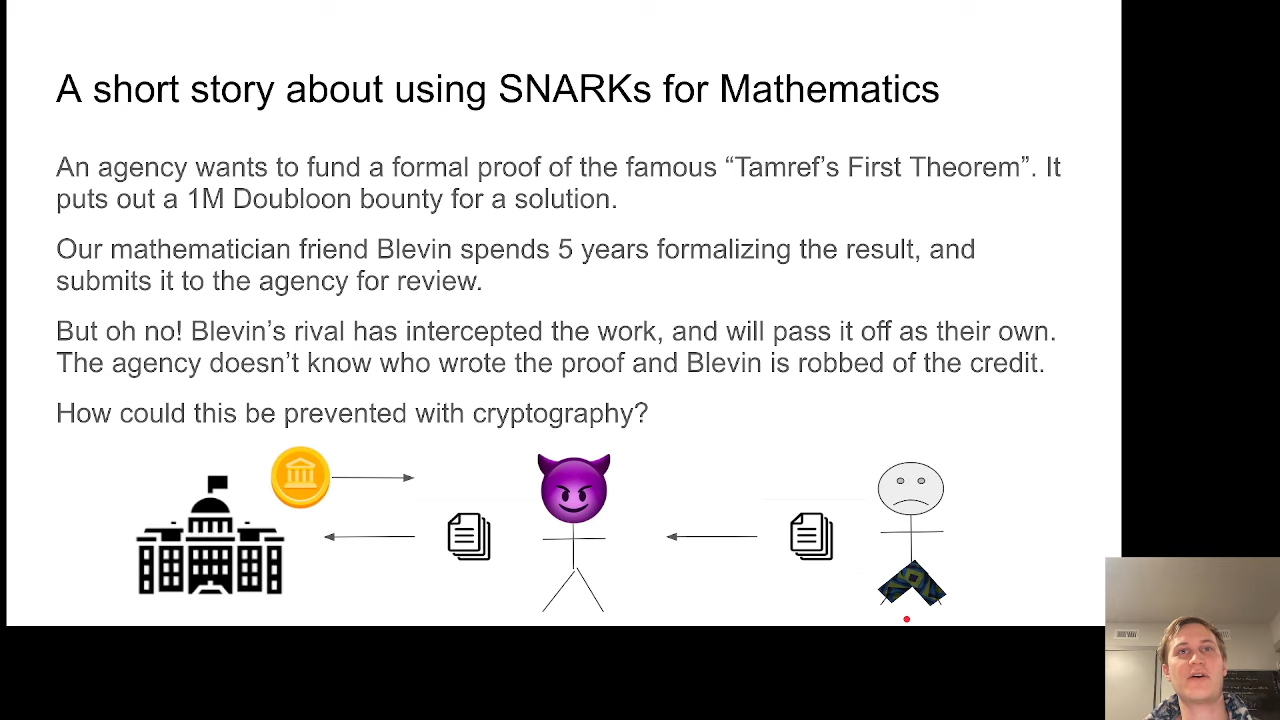 A short story about using SNARKs for Mathematics
An agency wants to fund a formal proof of the famous “Tamref’s First Theorem”. It
puts out a 1M Doubloon bounty for a solution.
Our mathematician friend Blevin spends 5 years formalizing the result, and
submits it to the agency for review.
But oh no! Blevin’s rival has intercepted the work, and will pass it off as their own.
The agency doesn’t know who wrote the proof and Blevin is robbed of the credit.
How could this be prevented with cryptography?